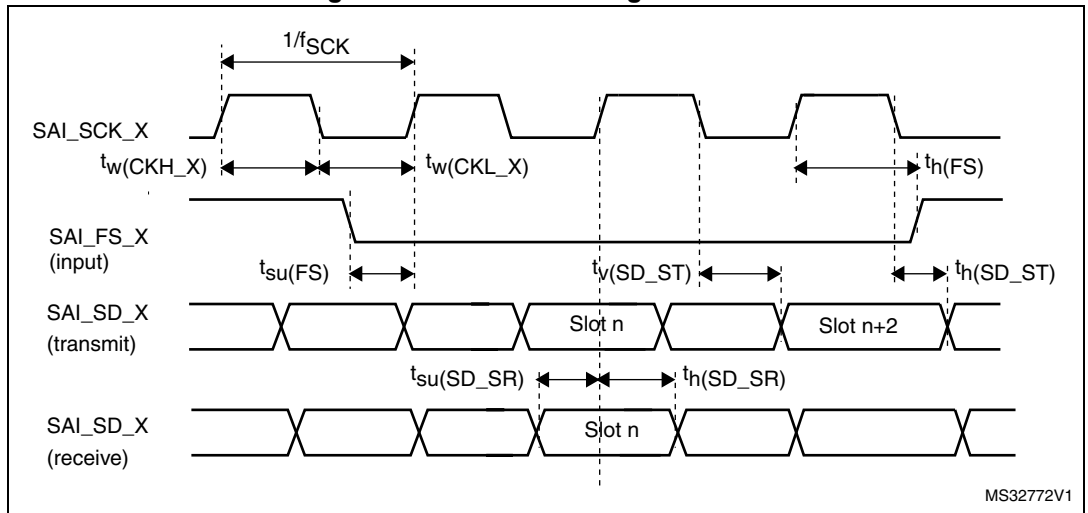 1/fSCK
SAI_SCK_X
tw(CKH_X)
tw(CKL_X)
th(FS)
SAI_FS_X
(input)
tsu(FS)
tv(SD_ST)
th(SD_ST)
SAI_SD_X
(transmit)
Slot n
Slot n+2
tsu(SD_SR)
th(SD_SR)
SAI_SD_X
(receive)
Slot n
MS32772V1